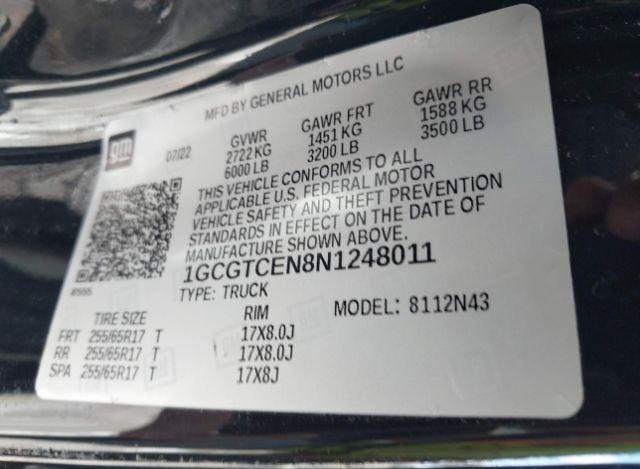 MFD BY GENERAL MOTORS LLC
gm
07/22
GVWR GAWR FRT GAWR RR
2722 KG 1451 KG 1588 KG
6000 LB 3200 LB 3500 LB
THIS VEHICLE CONFORMS TO ALL
APPLICABLE U.S. FEDERAL MOTOR
VEHICLE SAFETY AND THEFT PREVENTION
STANDARDS IN EFFECT ON THE DATE OF
MANUFACTURE SHOWN ABOVE.
1GCGTCEN8N1248011
TYPE: TRUCK
MODEL: 8112N43
TIRE SIZE RIM
FRT 255/65R17 T 17X8.0J
RR 255/65R17 T 17X8.0J
SPA 255/65R17 T 17X8J